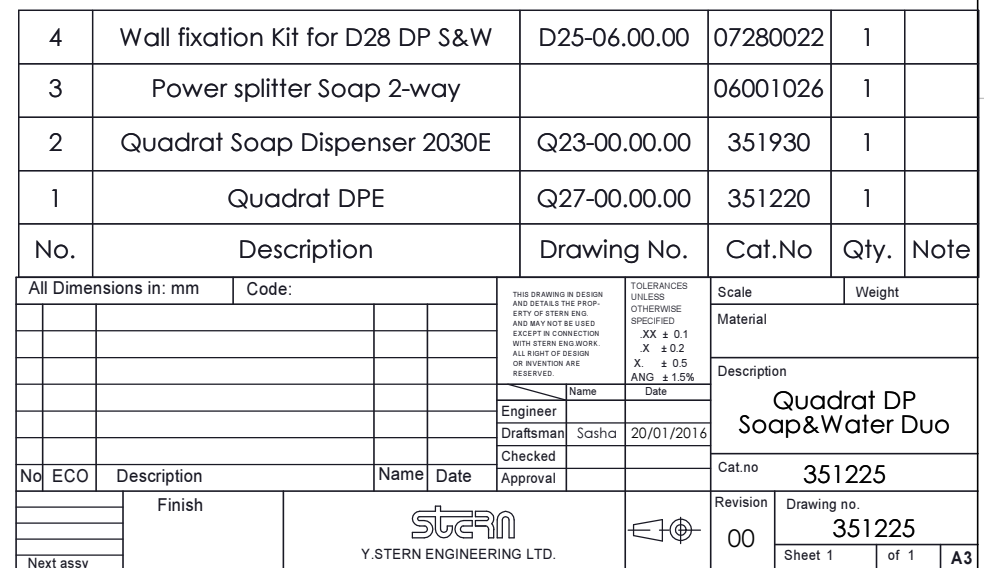 4 Wall fixation Kit for D28 DP S&W D25-06.00.00 07280022 1
3 Power splitter Soap 2-way 06001026 1
2 Quadrat Soap Dispenser 2030E Q23-00.00.00 351930 1
1 Quadrat DPE Q27-00.00.00 351220 1
No. Description Drawing No. Cat.No Qty. Note
All Dimensions in: mm Code:
THIS DRAWING IN DESIGN
AND DETAILS THE PROP-
ERTY OF STERN ENG.
AND MAY NOT BE USED
EXCEPT IN CONNECTION
WITH STERN ENG.WORK.
ALL RIGHT OF DESIGN
OR INVENTION ARE
RESERVED.
TOLERANCES
UNLESS
OTHERWISE
SPECIFIED
.XX ± 0.1
.X ± 0.2
X. ± 0.5
ANG ± 1.5%
Scale Weight
Material
Description
Quadrat DP
Soap&Water Duo
Name Date
Engineer
Draftsman Sasha 20/01/2016
Checked
Approval
No ECO Description Name Date
Cat.no 351225
Finish
Next assy
stern
Y.STERN ENGINEERING LTD.
Revision
00
Drawing no.
351225
Sheet 1 of 1 A3